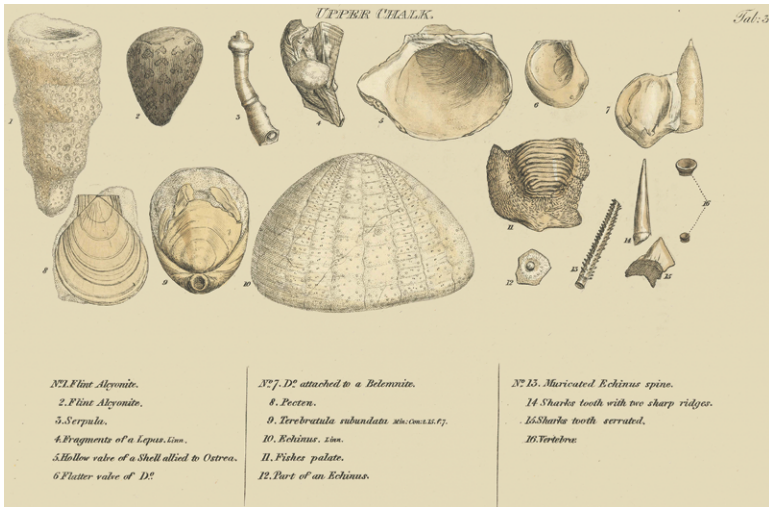 UPPER CHALK.
Tab: 3
1
2
3
4
5
6
7
8
9
10
11
12
13
14
15
16
No. 1. Flint Alcyonite.
2. Flint Alcyonite.
3. Serpula.
4. Fragments of a Lepas. Linn.
5. Hollow valve of a Shell allied to Ostrea.
6 Flatter valve of Do.
No. 7. Do. attached to a Belemnite.
8. Pecten.
9. Terebratula subundata Min: Con: t. 15. f. 7.
10. Echinus. Linn.
11. Fishes palate.
12. Part of an Echinus.
No. 13. Muricated Echinus spine.
14 Sharks tooth with two sharp ridges.
15. Sharks tooth serrated.
16. Vertebræ